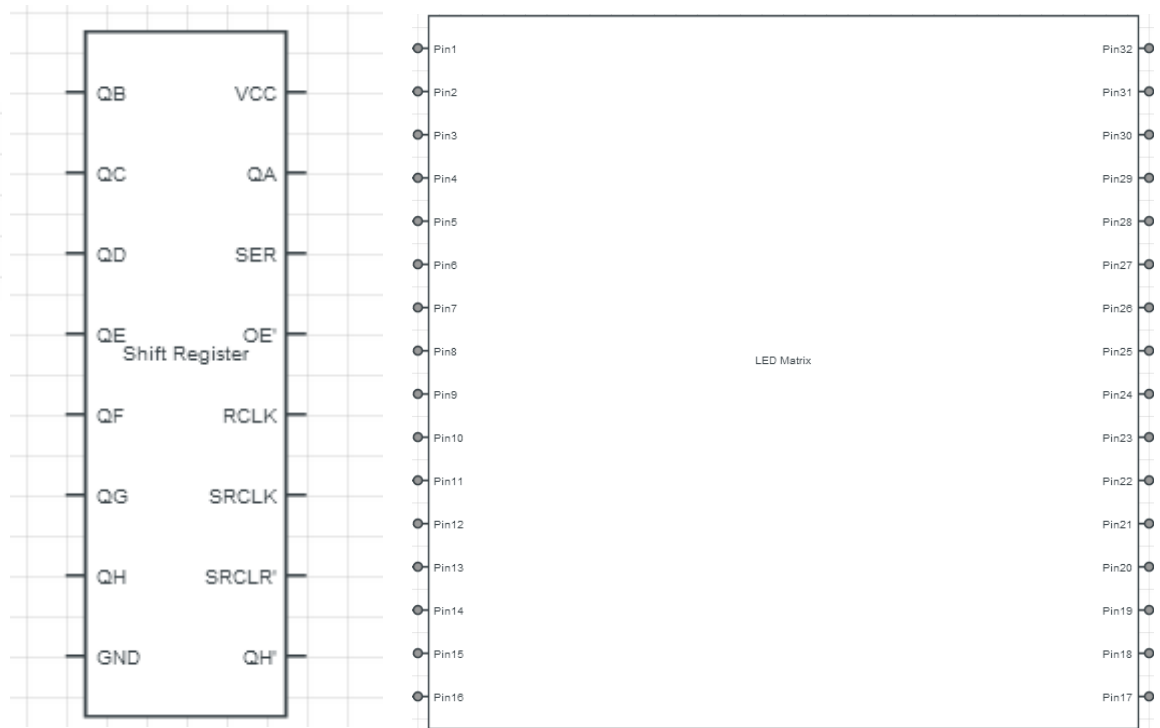 QB VCC
QC QA
QD SER
QE OE'
Shift Register
QF RCLK
QG SRCLK
QH SRCLR'
GND QH'
Pin1 Pin32
Pin2 Pin31
Pin3 Pin30
Pin4 Pin29
Pin5 Pin28
Pin6 Pin27
Pin7 Pin26
Pin8 Pin25
LED Matrix
Pin9 Pin24
Pin10 Pin23
Pin11 Pin22
Pin12 Pin21
Pin13 Pin20
Pin14 Pin19
Pin15 Pin18
Pin16 Pin17